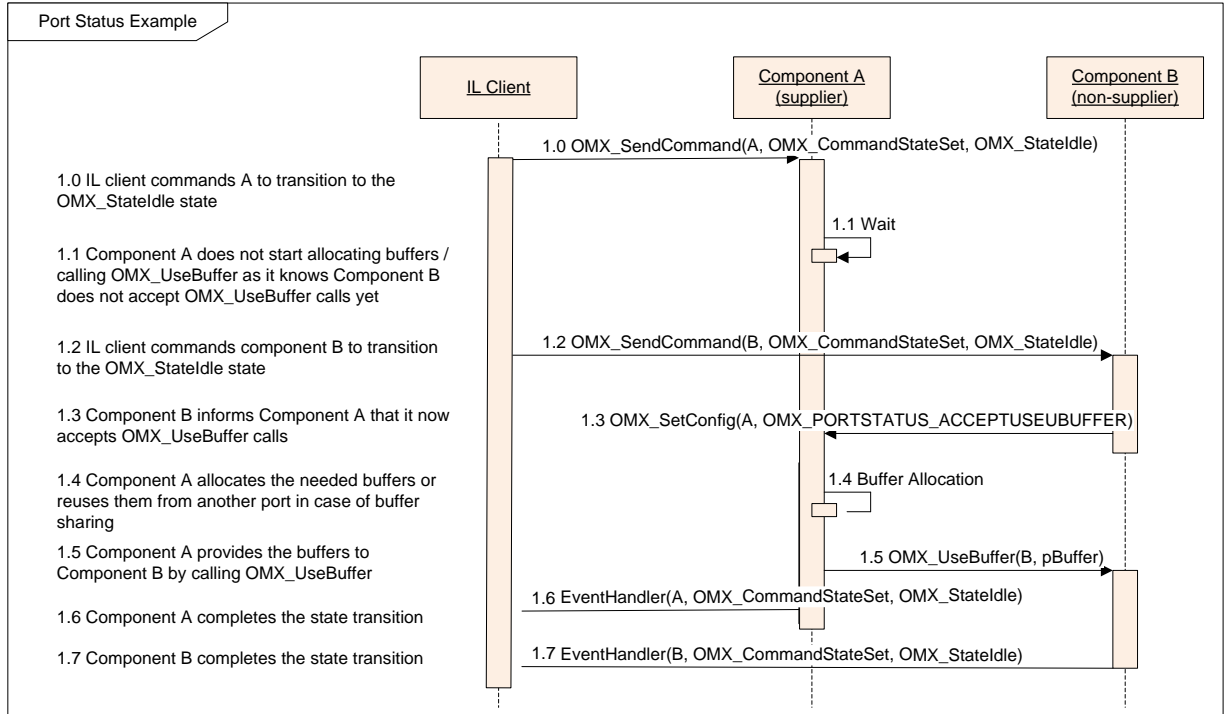 Port Status Example
IL Client
Component A
(supplier)
Component B
(non-supplier)
1.0 OMX_SendCommand(A, OMX_CommandStateSet, OMX_StateIdle)
1.0 IL client commands A to transition to the
OMX_StateIdle state
1.1 Wait
1.1 Component A does not start allocating buffers /
calling OMX_UseBuffer as it knows Component B
does not accept OMX_UseBuffer calls yet
1.2 OMX_SendCommand(B, OMX_CommandStateSet, OMX_StateIdle)
1.2 IL client commands component B to transition
to the OMX_StateIdle state
1.3 OMX_SetConfig(A, OMX_PORTSTATUS_ACCEPTUSEUBUFFER)
1.3 Component B informs Component A that it now
accepts OMX_UseBuffer calls
1.4 Buffer Allocation
1.4 Component A allocates the needed buffers or
reuses them from another port in case of buffer
sharing
1.5 OMX_UseBuffer(B, pBuffer)
1.5 Component A provides the buffers to
Component B by calling OMX_UseBuffer
1.6 EventHandler(A, OMX_CommandStateSet, OMX_StateIdle)
1.6 Component A completes the state transition
1.7 EventHandler(B, OMX_CommandStateSet, OMX_StateIdle)
1.7 Component B completes the state transition